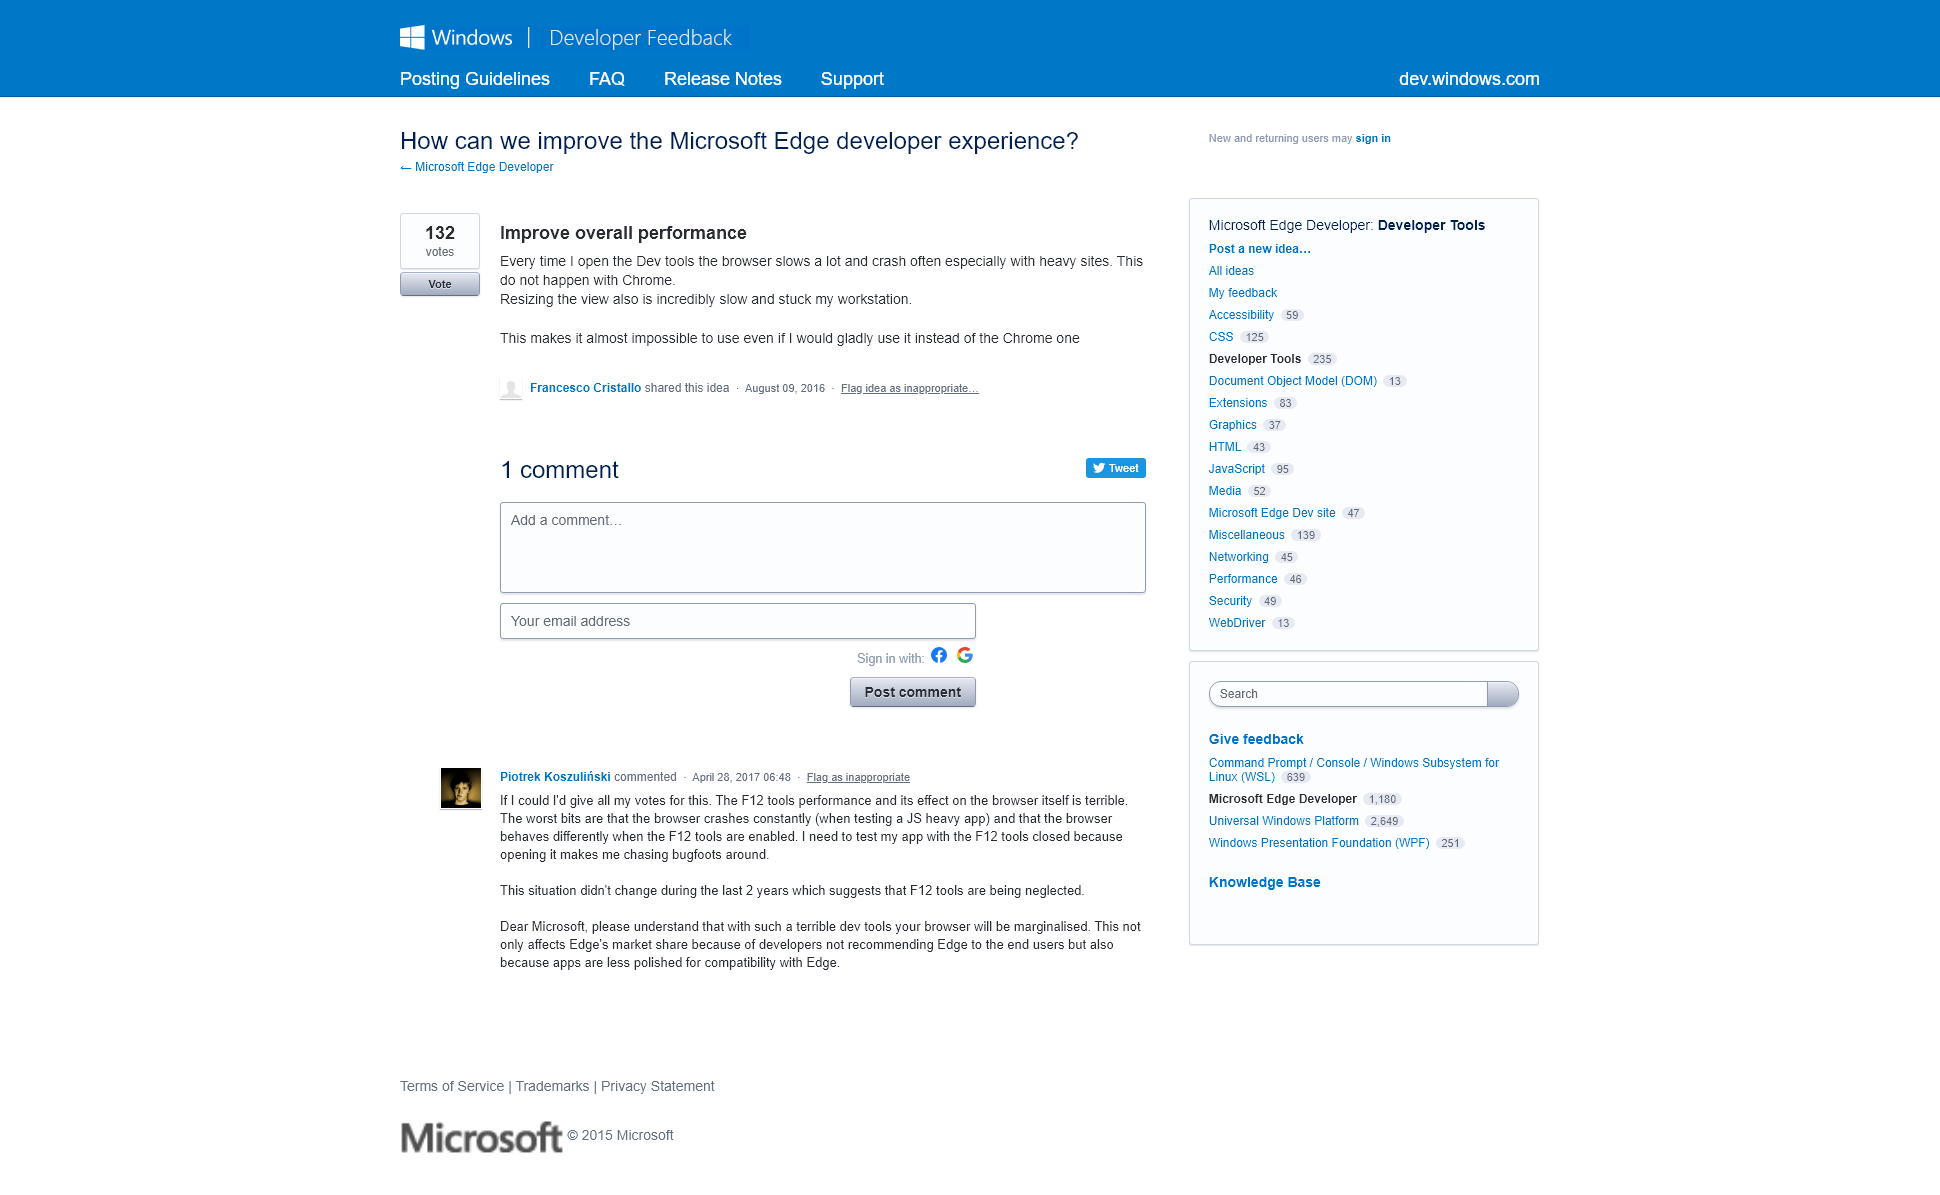 Windows | Developer Feedback
Posting Guidelines FAQ Release Notes Support dev.windows.com
How can we improve the Microsoft Edge developer experience?
← Microsoft Edge Developer
New and returning users may sign in
132
votes
Vote
Improve overall performance
Every time I open the Dev tools the browser slows a lot and crash often especially with heavy sites. This
do not happen with Chrome.
Resizing the view also is incredibly slow and stuck my workstation.
This makes it almost impossible to use even if I would gladly use it instead of the Chrome one
Francesco Cristallo shared this idea · August 09, 2016 · Flag idea as inappropriate…
1 comment
Tweet
Add a comment…
Your email address
Sign in with:
Post comment
Piotrek Koszuliński commented · April 28, 2017 06:48 · Flag as inappropriate
If I could I'd give all my votes for this. The F12 tools performance and its effect on the browser itself is terrible.
The worst bits are that the browser crashes constantly (when testing a JS heavy app) and that the browser
behaves differently when the F12 tools are enabled. I need to test my app with the F12 tools closed because
opening it makes me chasing bugfoots around.
This situation didn't change during the last 2 years which suggests that F12 tools are being neglected.
Dear Microsoft, please understand that with such a terrible dev tools your browser will be marginalised. This not
only affects Edge's market share because of developers not recommending Edge to the end users but also
because apps are less polished for compatibility with Edge.
Microsoft Edge Developer: Developer Tools
Post a new idea…
All ideas
My feedback
Accessibility 59
CSS 125
Developer Tools 235
Document Object Model (DOM) 13
Extensions 83
Graphics 37
HTML 43
JavaScript 95
Media 52
Microsoft Edge Dev site 47
Miscellaneous 139
Networking 45
Performance 46
Security 49
WebDriver 13
Search
Give feedback
Command Prompt / Console / Windows Subsystem for
Linux (WSL) 639
Microsoft Edge Developer 1,180
Universal Windows Platform 2,649
Windows Presentation Foundation (WPF) 251
Knowledge Base
Terms of Service | Trademarks | Privacy Statement
Microsoft © 2015 Microsoft